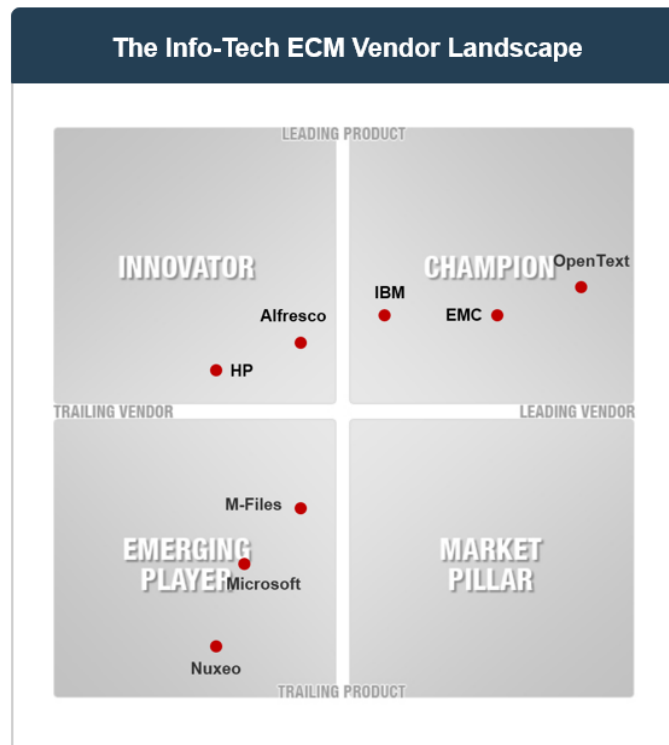 The Info-Tech ECM Vendor Landscape
LEADING PRODUCT
INNOVATOR
CHAMPION
OpenText
IBM
EMC
Alfresco
HP
TRAILING VENDOR
LEADING VENDOR
M-Files
EMERGING
PLAYER
MARKET
PILLAR
Microsoft
Nuxeo
TRAILING PRODUCT